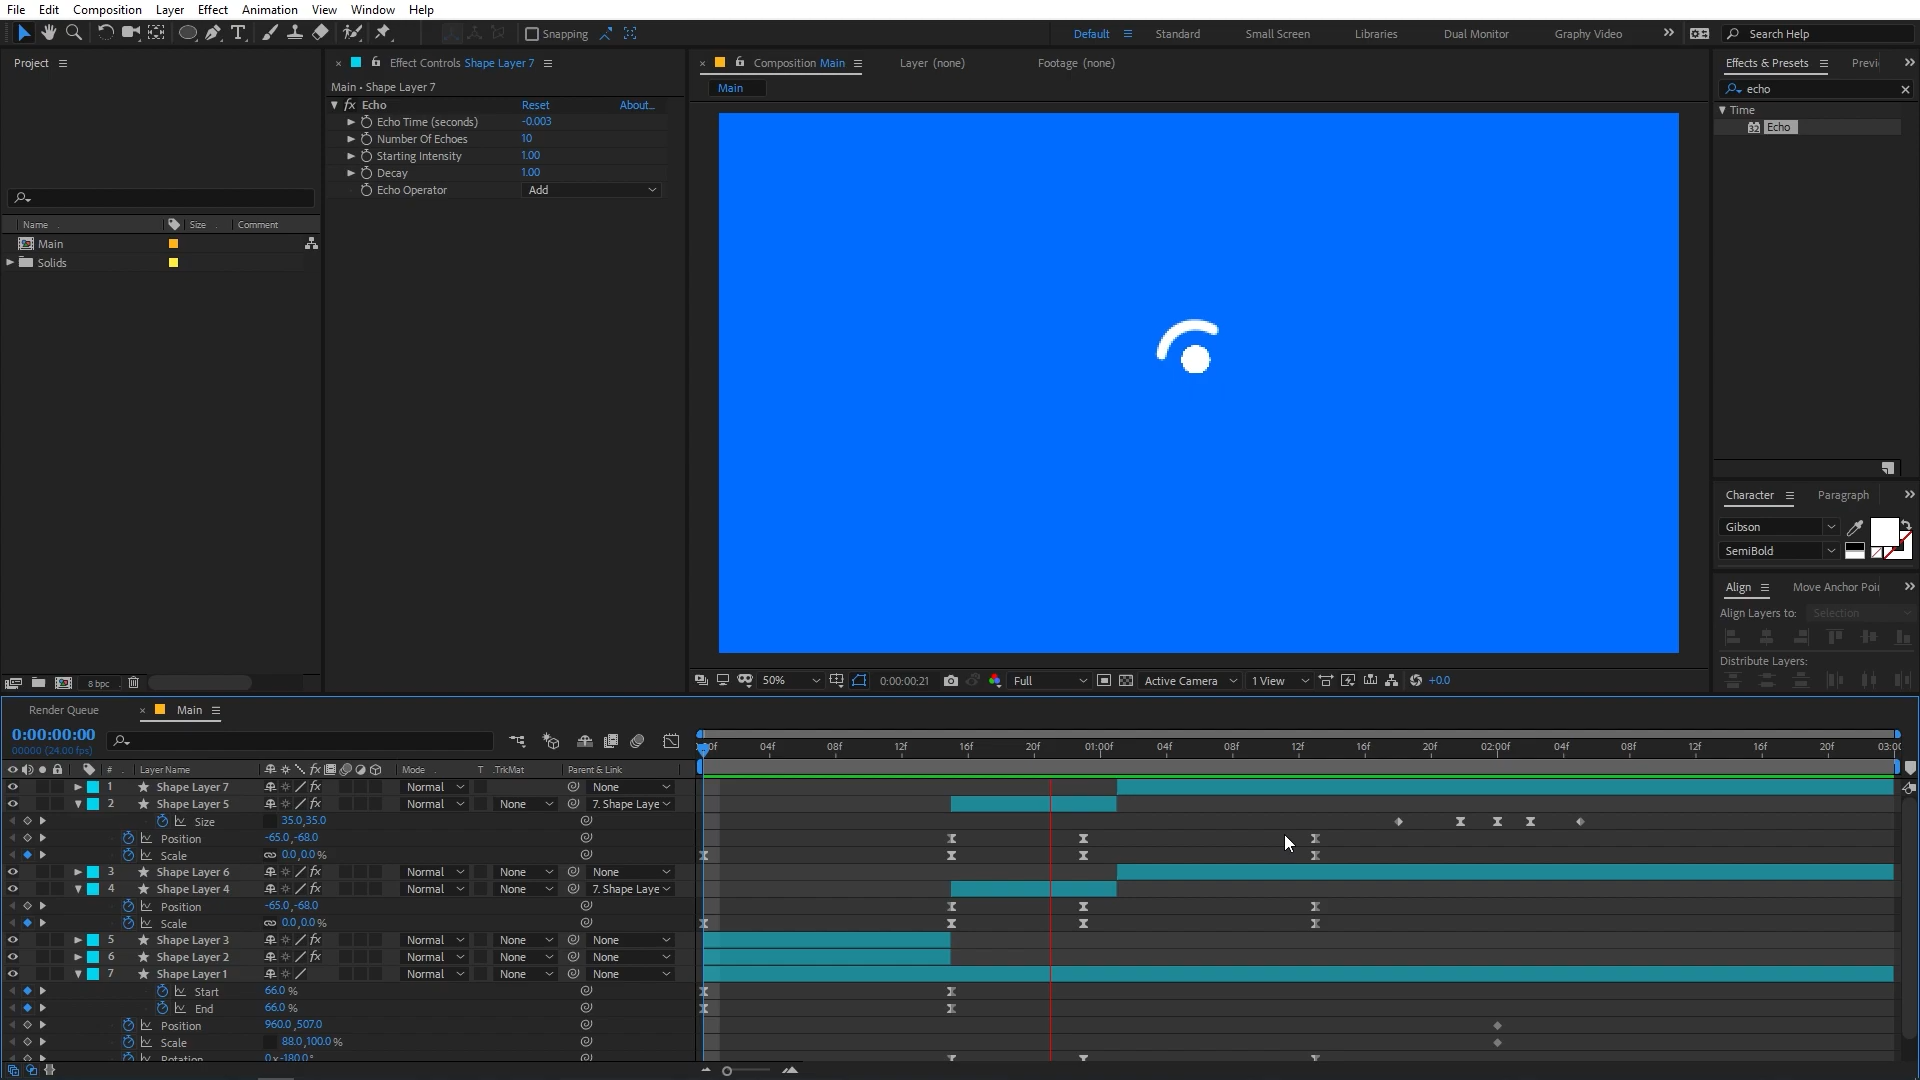 File Edit Composition Layer Effect Animation View Window Help
Snapping Default Standard Small Screen Libraries Dual Monitor Graphy Video Search Help
Project
Effect Controls Shape Layer 7
Composition Main Layer (none) Footage (none)
Effects & Presets Previ
Main • Shape Layer 7
Main
echo
fx Echo Reset About...
Time
Echo Time (seconds) -0.003
Echo
Number Of Echoes 10
Starting Intensity 1.00
Decay 1.00
Echo Operator Add
Name Size Comment
Main
Solids
Character Paragraph
Gibson
SemiBold
Align Move Anchor Poi
Align Layers to: Selection
Distribute Layers:
8 bpc
50% 0:00:00:21 Full Active Camera 1 View +0.0
Render Queue Main
0:00:00:00
00000 (24.00 fps)
:00f 04f 08f 12f 16f 20f 01:00f 04f 08f 12f 16f 20f 02:00f 04f 08f 12f 16f 20f 03:00
# Layer Name fx Mode T .TrkMat Parent & Link
1 Shape Layer 7 fx Normal None
2 Shape Layer 5 fx Normal None 7. Shape Laye
Size 35.0,35.0
Position -65.0,-68.0
Scale 0.0,0.0%
3 Shape Layer 6 fx Normal None None
4 Shape Layer 4 fx Normal None 7. Shape Laye
Position -65.0,-68.0
Scale 0.0,0.0%
5 Shape Layer 3 fx Normal None None
6 Shape Layer 2 fx Normal None None
7 Shape Layer 1 Normal None None
Start 66.0 %
End 66.0 %
Position 960.0,507.0
Scale 88.0,100.0%
Rotation 0x-180.0°